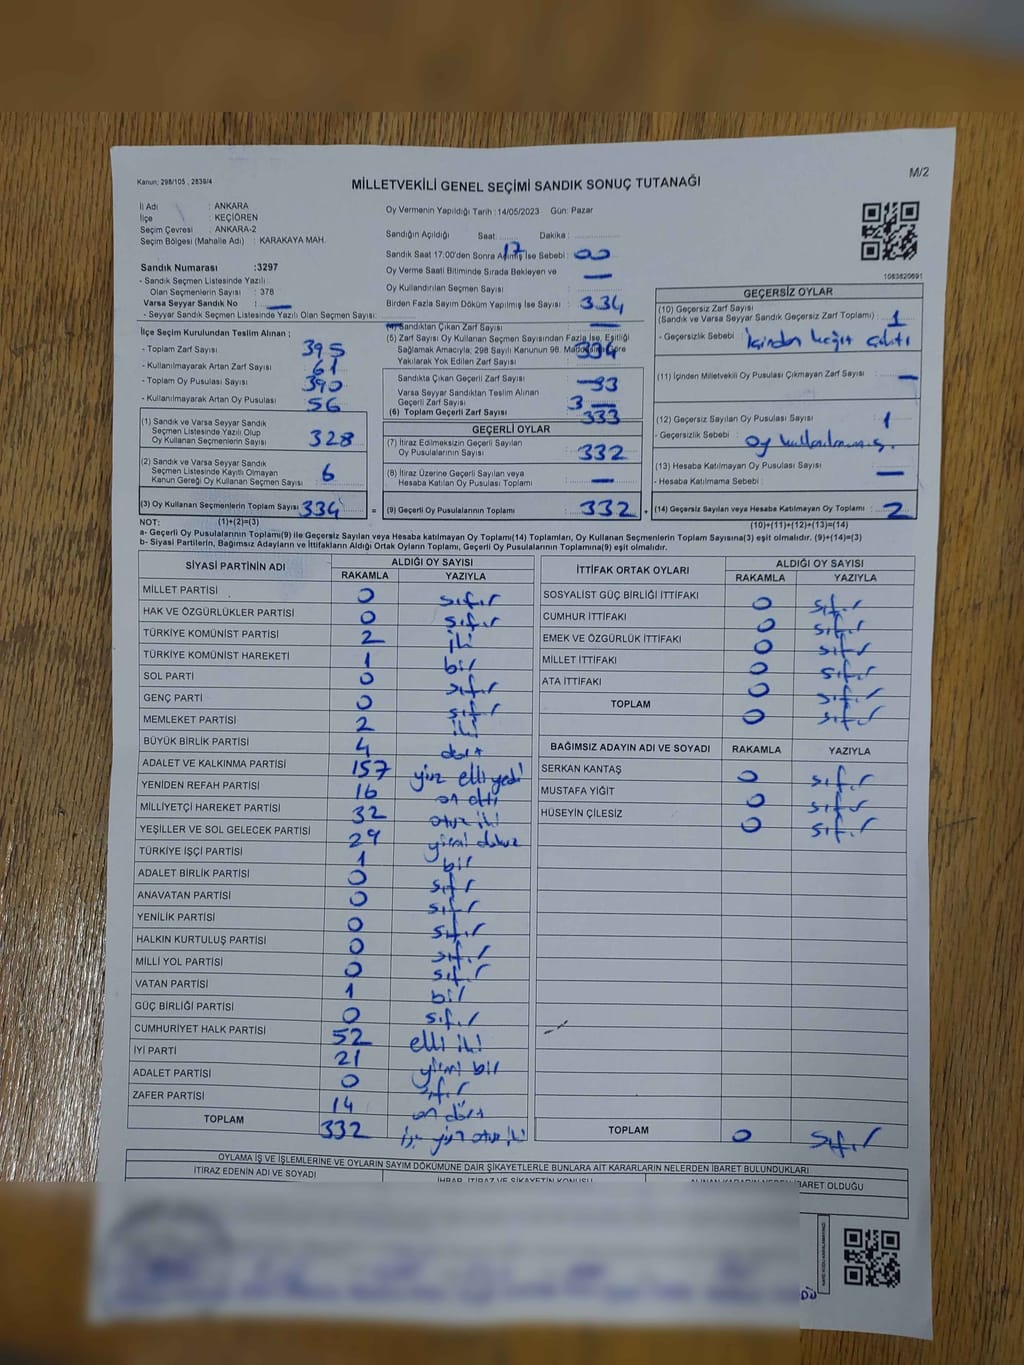 Kanun; 298/105 , 2839/4
MİLLETVEKİLİ GENEL SEÇİMİ SANDIK SONUÇ TUTANAĞI
M/2
İl Adı : ANKARA
İlçe : KEÇİÖREN
Seçim Çevresi : ANKARA-2
Seçim Bölgesi (Mahalle Adı) : KARAKAYA MAH.
Sandık Numarası :3297
- Sandık Seçmen Listesinde Yazılı
Olan Seçmenlerin Sayısı : 378
Varsa Seyyar Sandık No : —
- Seyyar Sandık Seçmen Listesinde Yazılı Olan Seçmen Sayısı:
Oy Vermenin Yapıldığı Tarih :14/05/2023 Gün: Pazar
Sandığın Açıldığı Saat: 17 Dakika : 00
Sandık Saat 17:00'den Sonra Açılmış İse Sebebi : —
Oy Verme Saati Bitiminde Sırada Bekleyen ve
Oy Kullandırılan Seçmen Sayısı : 334
Birden Fazla Sayım Döküm Yapılmış İse Sayısı : —
1083820691
İlçe Seçim Kurulundan Teslim Alınan ;
- Toplam Zarf Sayısı 395
- Kullanılmayarak Artan Zarf Sayısı 61
- Toplam Oy Pusulası Sayısı 390
- Kullanılmayarak Artan Oy Pusulası 56
(1) Sandık ve Varsa Seyyar Sandık
Seçmen Listesinde Yazılı Olup
Oy Kullanan Seçmenlerin Sayısı : 328
(2) Sandık ve Varsa Seyyar Sandık
Seçmen Listesinde Kayıtlı Olmayan
Kanun Gereği Oy Kullanan Seçmen Sayısı : 6
(3) Oy Kullanan Seçmenlerin Toplam Sayısı : 334
(1)+(2)=(3)
(4) Sandıktan Çıkan Zarf Sayısı : 334
(5) Zarf Sayısı Oy Kullanan Seçmen Sayısından Fazla İse, Eşitliği
Sağlamak Amacıyla; 298 Sayılı Kanunun 98. Maddesine Göre
Yakılarak Yok Edilen Zarf Sayısı : —
Sandıkta Çıkan Geçerli Zarf Sayısı : 333
Varsa Seyyar Sandıktan Teslim Alınan
Geçerli Zarf Sayısı : —
(6) Toplam Geçerli Zarf Sayısı : 333
GEÇERLİ OYLAR
(7) İtiraz Edilmeksizin Geçerli Sayılan
Oy Pusulalarının Sayısı : 332
(8) İtiraz Üzerine Geçerli Sayılan veya
Hesaba Katılan Oy Pusulası Toplamı : —
(9) Geçerli Oy Pusulalarının Toplamı : 332
GEÇERSİZ OYLAR
(10) Geçersiz Zarf Sayısı
(Sandık ve Varsa Seyyar Sandık Geçersiz Zarf Toplamı) : 1
- Geçersizlik Sebebi : İçinden kağıt çıktı
(11) İçinden Milletvekili Oy Pusulası Çıkmayan Zarf Sayısı : —
(12) Geçersiz Sayılan Oy Pusulası Sayısı : 1
- Geçersizlik Sebebi : Oy kullanılmamış.
(13) Hesaba Katılmayan Oy Pusulası Sayısı : —
- Hesaba Katılmama Sebebi :
(14) Geçersiz Sayılan veya Hesaba Katılmayan Oy Toplamı : 2
(10)+(11)+(12)+(13)=(14)
NOT:
a- Geçerli Oy Pusulalarının Toplamı(9) ile Geçersiz Sayılan veya Hesaba katılmayan Oy Toplamı(14) Toplamları, Oy Kullanan Seçmenlerin Toplam Sayısına(3) eşit olmalıdır. (9)+(14)=(3)
b- Siyasi Partilerin, Bağımsız Adayların ve İttifakların Aldığı Ortak Oyların Toplamı, Geçerli Oy Pusulalarının Toplamına(9) eşit olmalıdır.
SİYASİ PARTİNİN ADI ALDIĞI OY SAYISI
RAKAMLA YAZIYLA
MİLLET PARTİSİ 0 sıfır
HAK VE ÖZGÜRLÜKLER PARTİSİ 0 sıfır
TÜRKİYE KOMÜNİST PARTİSİ 2 iki
TÜRKİYE KOMÜNİST HAREKETİ 1 bir
SOL PARTİ 0 sıfır
GENÇ PARTİ 0 sıfır
MEMLEKET PARTİSİ 2 iki
BÜYÜK BİRLİK PARTİSİ 4 dört
ADALET VE KALKINMA PARTİSİ 157 yüz elli yedi
YENİDEN REFAH PARTİSİ 16 on altı
MİLLİYETÇİ HAREKET PARTİSİ 32 otuz iki
YEŞİLLER VE SOL GELECEK PARTİSİ 29 yirmi dokuz
TÜRKİYE İŞÇİ PARTİSİ 1 bir
ADALET BİRLİK PARTİSİ 0 sıfır
ANAVATAN PARTİSİ 0 sıfır
YENİLİK PARTİSİ 0 sıfır
HALKIN KURTULUŞ PARTİSİ 0 sıfır
MİLLİ YOL PARTİSİ 0 sıfır
VATAN PARTİSİ 1 bir
GÜÇ BİRLİĞİ PARTİSİ 0 sıfır
CUMHURİYET HALK PARTİSİ 52 elli iki
İYİ PARTİ 21 yirmi bir
ADALET PARTİSİ 0 sıfır
ZAFER PARTİSİ 14 on dört
TOPLAM 332 üç yüz otuz iki
İTTİFAK ORTAK OYLARI ALDIĞI OY SAYISI
RAKAMLA YAZIYLA
SOSYALİST GÜÇ BİRLİĞİ İTTİFAKI 0 sıfır
CUMHUR İTTİFAKI 0 sıfır
EMEK VE ÖZGÜRLÜK İTTİFAKI 0 sıfır
MİLLET İTTİFAKI 0 sıfır
ATA İTTİFAKI 0 sıfır
TOPLAM 0 sıfır
BAĞIMSIZ ADAYIN ADI VE SOYADI RAKAMLA YAZIYLA
SERKAN KANTAŞ 0 sıfır
MUSTAFA YİĞİT 0 sıfır
HÜSEYİN ÇİLESİZ 0 sıfır
TOPLAM 0 sıfır
OYLAMA İŞ VE İŞLEMLERİNE VE OYLARIN SAYIM DÖKÜMÜNE DAİR ŞİKAYETLERLE BUNLARA AİT KARARLARIN NELERDEN İBARET BULUNDUKLARI
İTİRAZ EDENİN ADI VE SOYADI
İHBAR, İTİRAZ VE ŞİKAYETİN KONUSU
ALINAN KARARIN NEDEN İBARET OLDUĞU